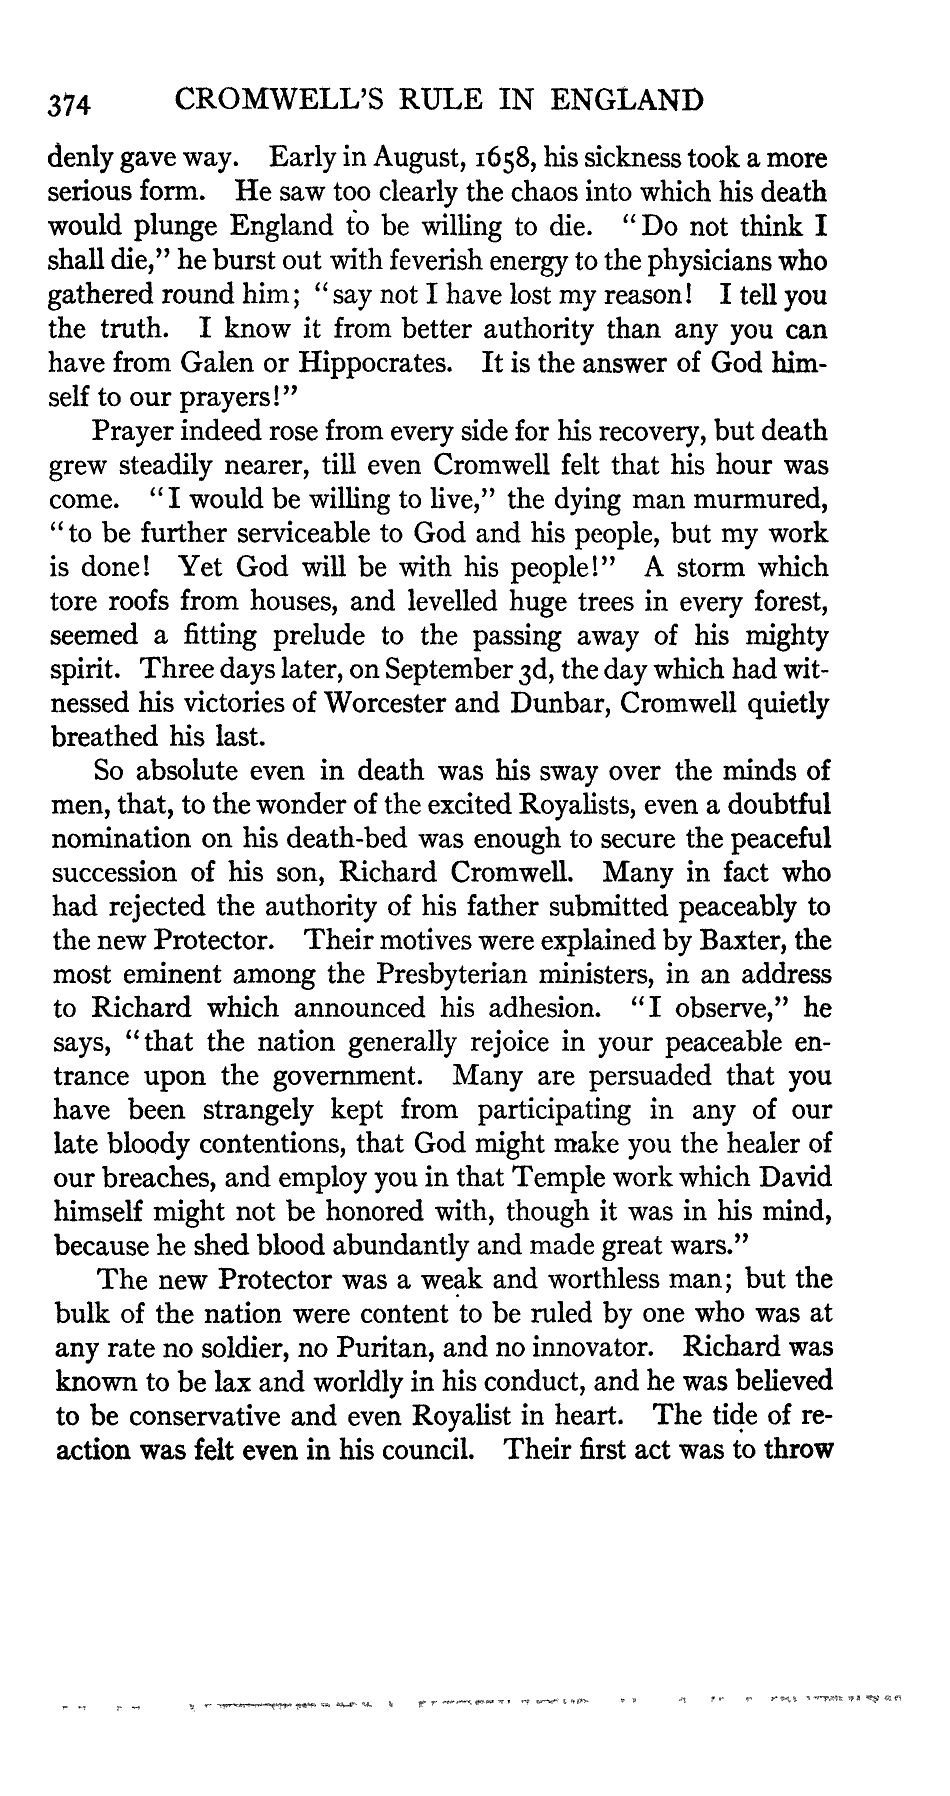 374 CROMWELL'S RULE IN ENGLAND
denly gave way. Early in August, 1658, his sickness took a more
serious form. He saw too clearly the chaos into which his death
would plunge England to be willing to die. "Do not think I
shall die," he burst out with feverish energy to the physicians who
gathered round him; "say not I have lost my reason! I tell you
the truth. I know it from better authority than any you can
have from Galen or Hippocrates. It is the answer of God him-
self to our prayers!"
Prayer indeed rose from every side for his recovery, but death
grew steadily nearer, till even Cromwell felt that his hour was
come. "I would be willing to live," the dying man murmured,
"to be further serviceable to God and his people, but my work
is done! Yet God will be with his people!" A storm which
tore roofs from houses, and levelled huge trees in every forest,
seemed a fitting prelude to the passing away of his mighty
spirit. Three days later, on September 3d, the day which had wit-
nessed his victories of Worcester and Dunbar, Cromwell quietly
breathed his last.
So absolute even in death was his sway over the minds of
men, that, to the wonder of the excited Royalists, even a doubtful
nomination on his death-bed was enough to secure the peaceful
succession of his son, Richard Cromwell. Many in fact who
had rejected the authority of his father submitted peaceably to
the new Protector. Their motives were explained by Baxter, the
most eminent among the Presbyterian ministers, in an address
to Richard which announced his adhesion. "I observe," he
says, "that the nation generally rejoice in your peaceable en-
trance upon the government. Many are persuaded that you
have been strangely kept from participating in any of our
late bloody contentions, that God might make you the healer of
our breaches, and employ you in that Temple work which David
himself might not be honored with, though it was in his mind,
because he shed blood abundantly and made great wars."
The new Protector was a weak and worthless man; but the
bulk of the nation were content to be ruled by one who was at
any rate no soldier, no Puritan, and no innovator. Richard was
known to be lax and worldly in his conduct, and he was believed
to be conservative and even Royalist in heart. The tide of re-
action was felt even in his council. Their first act was to throw